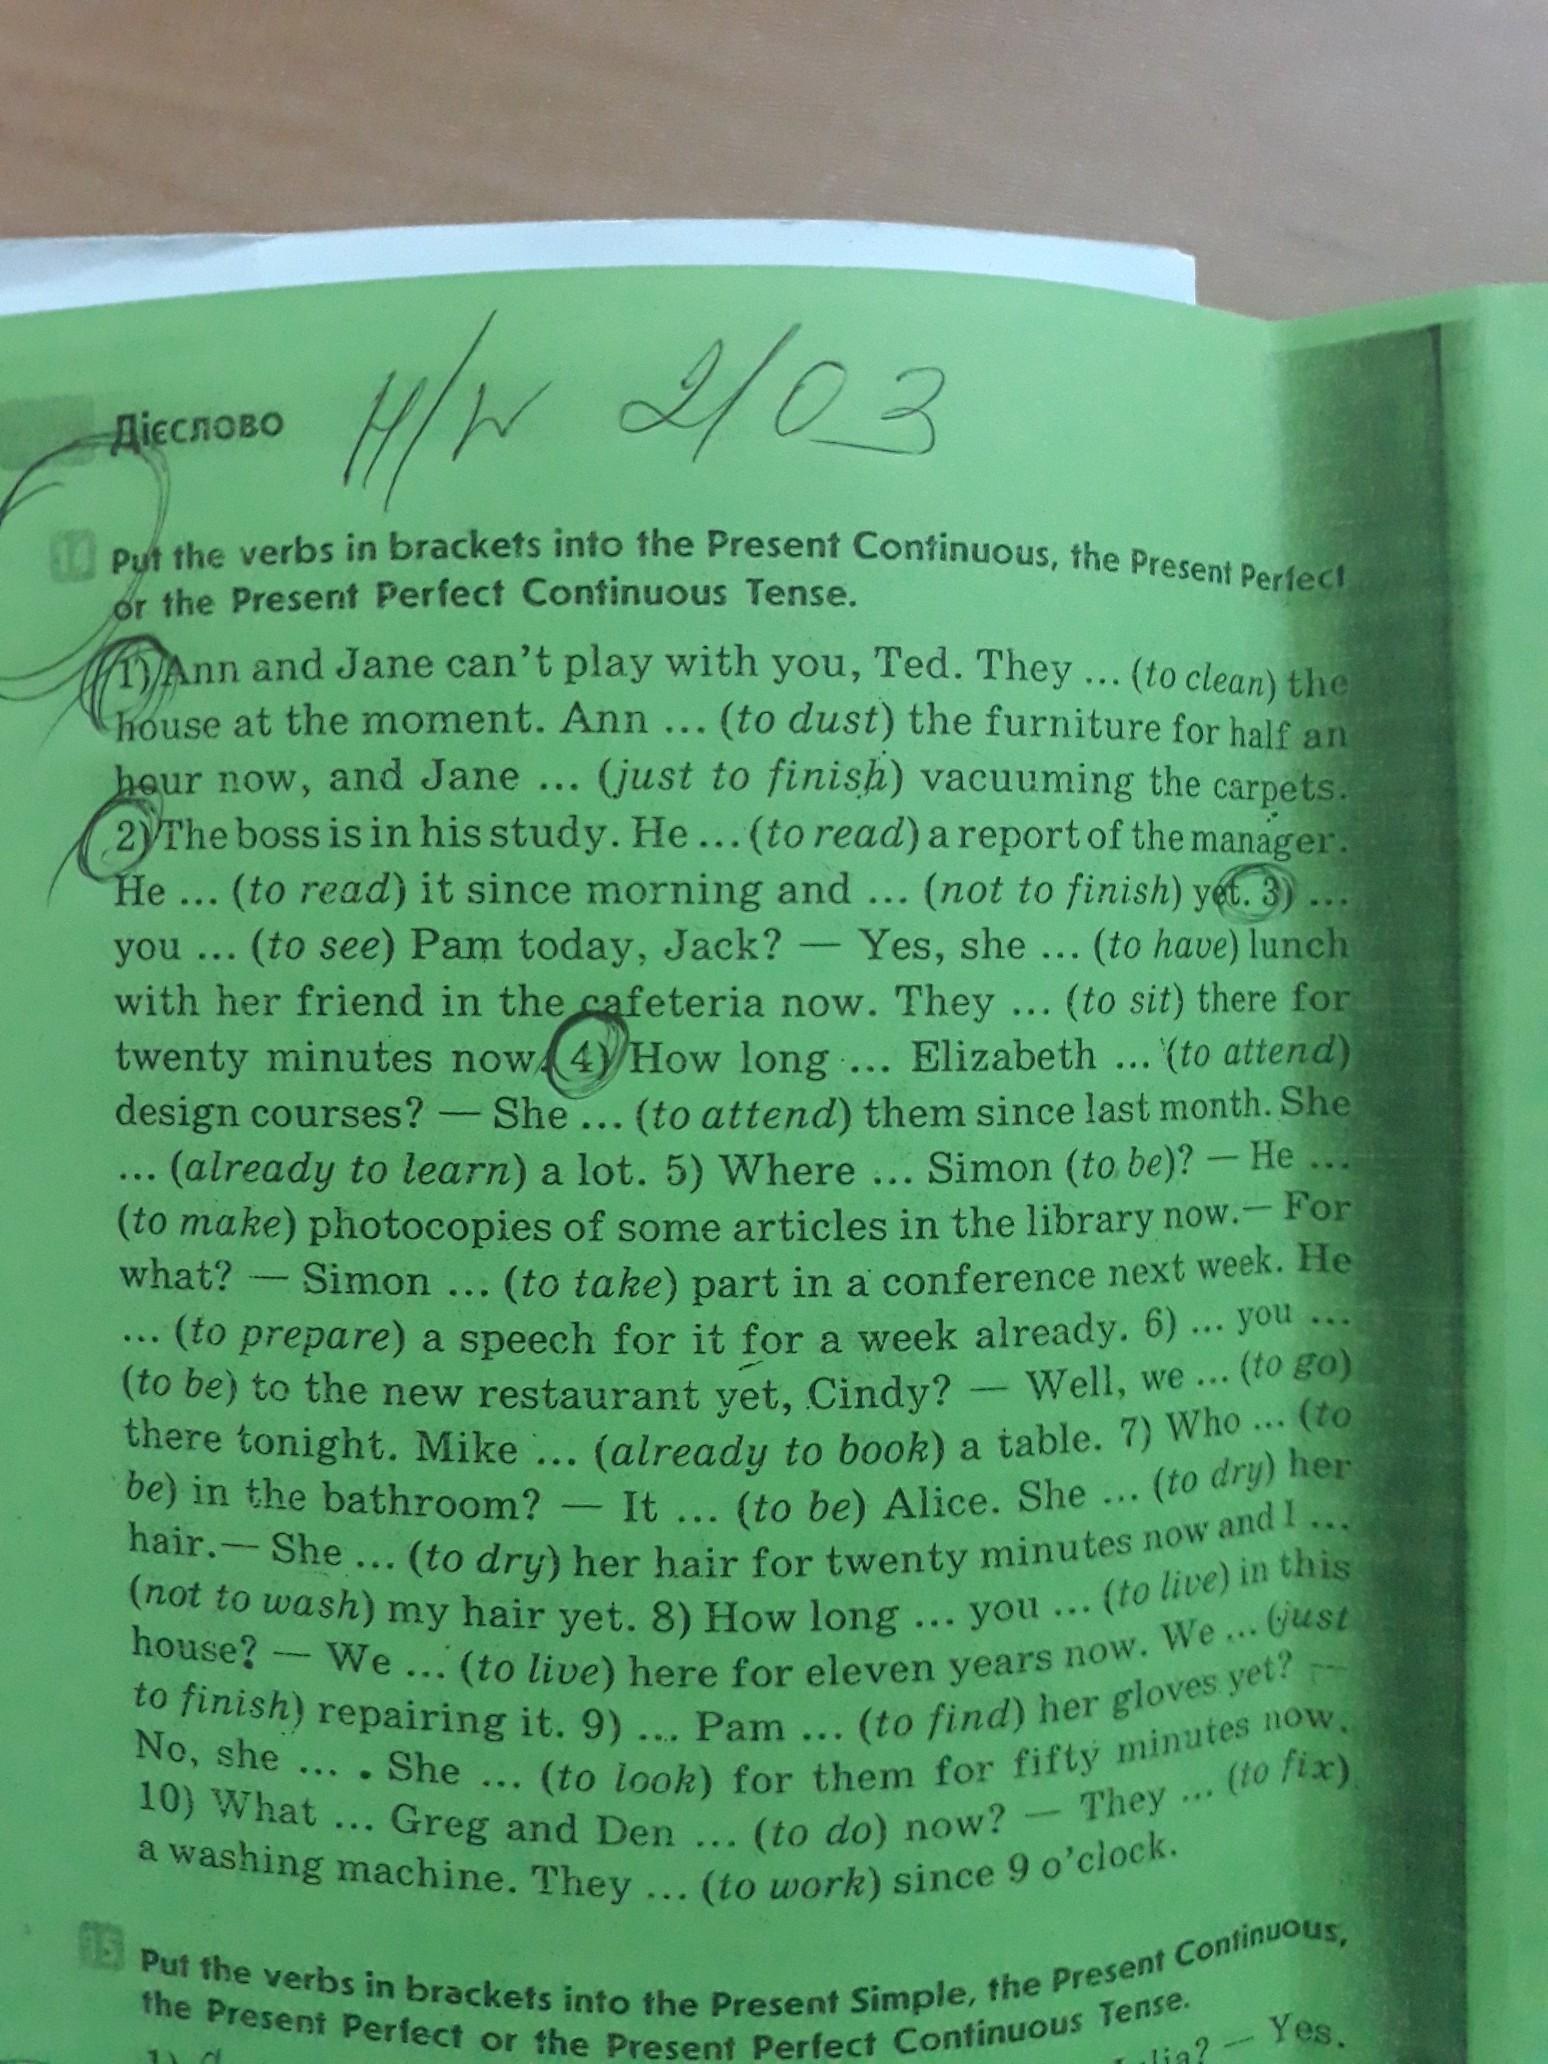 Дієслово H/W 2/03
14 Put the verbs in brackets into the Present Continuous, the Present Perfect
or the Present Perfect Continuous Tense.
1) Ann and Jane can't play with you, Ted. They ... (to clean) the
house at the moment. Ann ... (to dust) the furniture for half an
hour now, and Jane ... (just to finish) vacuuming the carpets.
2) The boss is in his study. He ... (to read) a report of the manager.
He ... (to read) it since morning and ... (not to finish) yet. 3) ...
you ... (to see) Pam today, Jack? — Yes, she ... (to have) lunch
with her friend in the cafeteria now. They ... (to sit) there for
twenty minutes now. 4) How long ... Elizabeth ... (to attend)
design courses? — She ... (to attend) them since last month. She
... (already to learn) a lot. 5) Where ... Simon (to be)? — He ...
(to make) photocopies of some articles in the library now.— For
what? — Simon ... (to take) part in a conference next week. He
... (to prepare) a speech for it for a week already. 6) ... you ...
(to be) to the new restaurant yet, Cindy? — Well, we ... (to go)
there tonight. Mike ... (already to book) a table. 7) Who ... (to
be) in the bathroom? — It ... (to be) Alice. She ... (to dry) her
hair.— She ... (to dry) her hair for twenty minutes now and I ...
(not to wash) my hair yet. 8) How long ... you ... (to live) in this
house? — We ... (to live) here for eleven years now. We ... (just
to finish) repairing it. 9) ... Pam ... (to find) her gloves yet? —
No, she ... . She ... (to look) for them for fifty minutes now.
10) What ... Greg and Den ... (to do) now? — They ... (to fix)
a washing machine. They ... (to work) since 9 o'clock.
15 Put the verbs in brackets into the Present Simple, the Present Continuous,
the Present Perfect or the Present Perfect Continuous Tense.
1) — Yes.